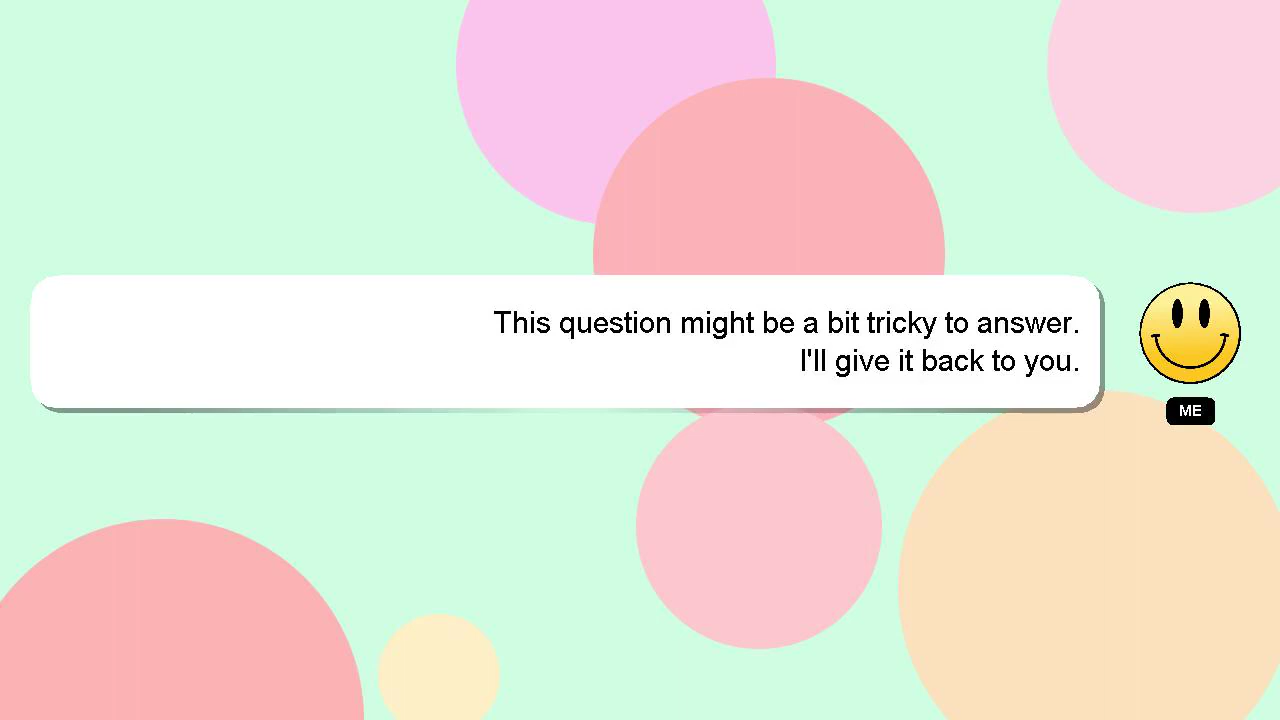 This question might be a bit tricky to answer.
I'll give it back to you.
ME